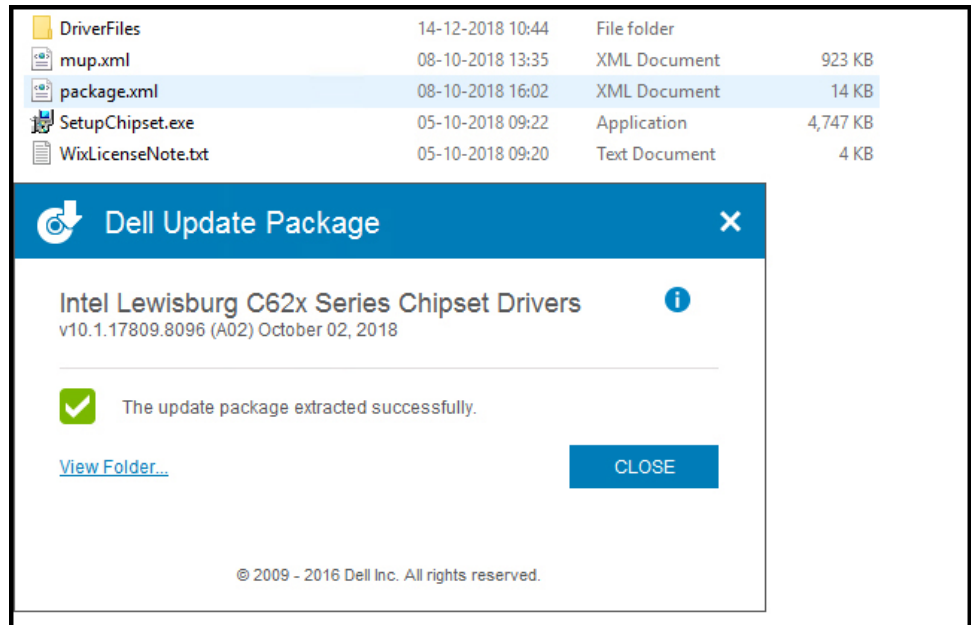 DriverFiles 14-12-2018 10:44 File folder
mup.xml 08-10-2018 13:35 XML Document 923 KB
package.xml 08-10-2018 16:02 XML Document 14 KB
SetupChipset.exe 05-10-2018 09:22 Application 4,747 KB
WixLicenseNote.txt 05-10-2018 09:20 Text Document 4 KB
Dell Update Package
Intel Lewisburg C62x Series Chipset Drivers
v10.1.17809.8096 (A02) October 02, 2018
The update package extracted successfully.
View Folder... CLOSE
© 2009 - 2016 Dell Inc. All rights reserved.